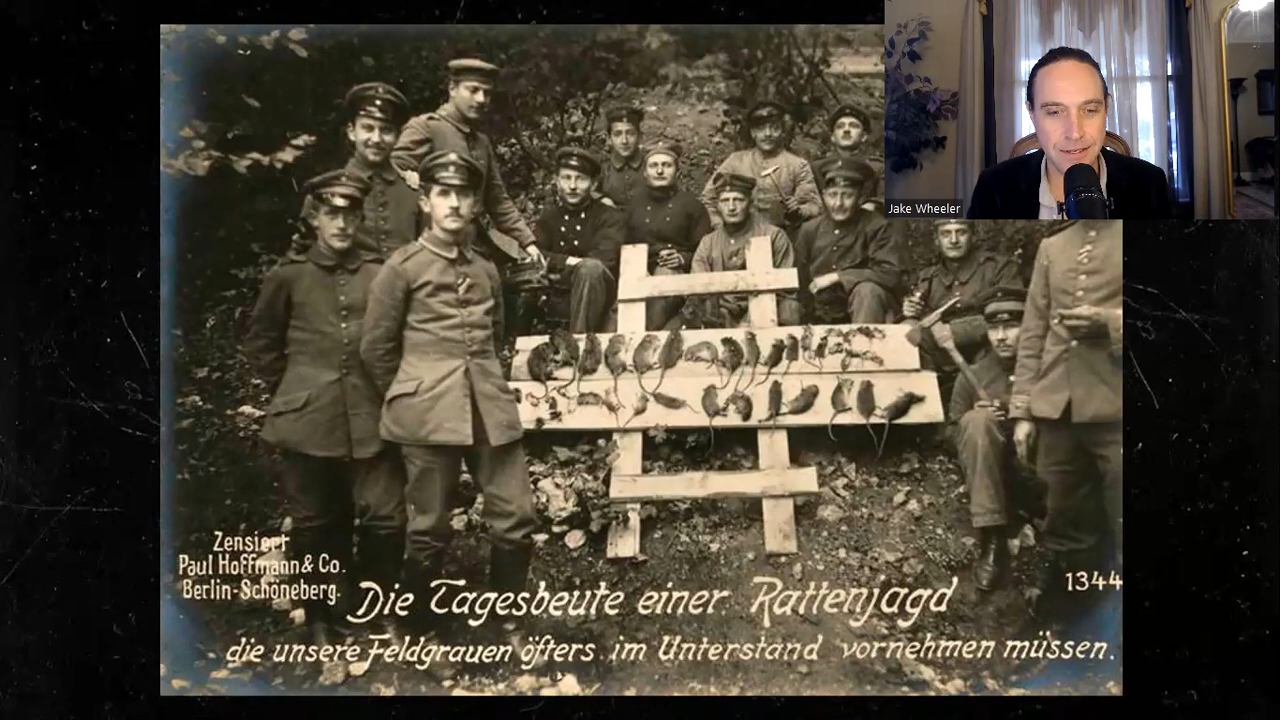 Jake Wheeler
Zensiert
Paul Hoffmann & Co.
Berlin-Schöneberg.
1344
Die Tagesbeute einer Rattenjagd
die unsere Feldgrauen öfters im Unterstand vornehmen müssen.